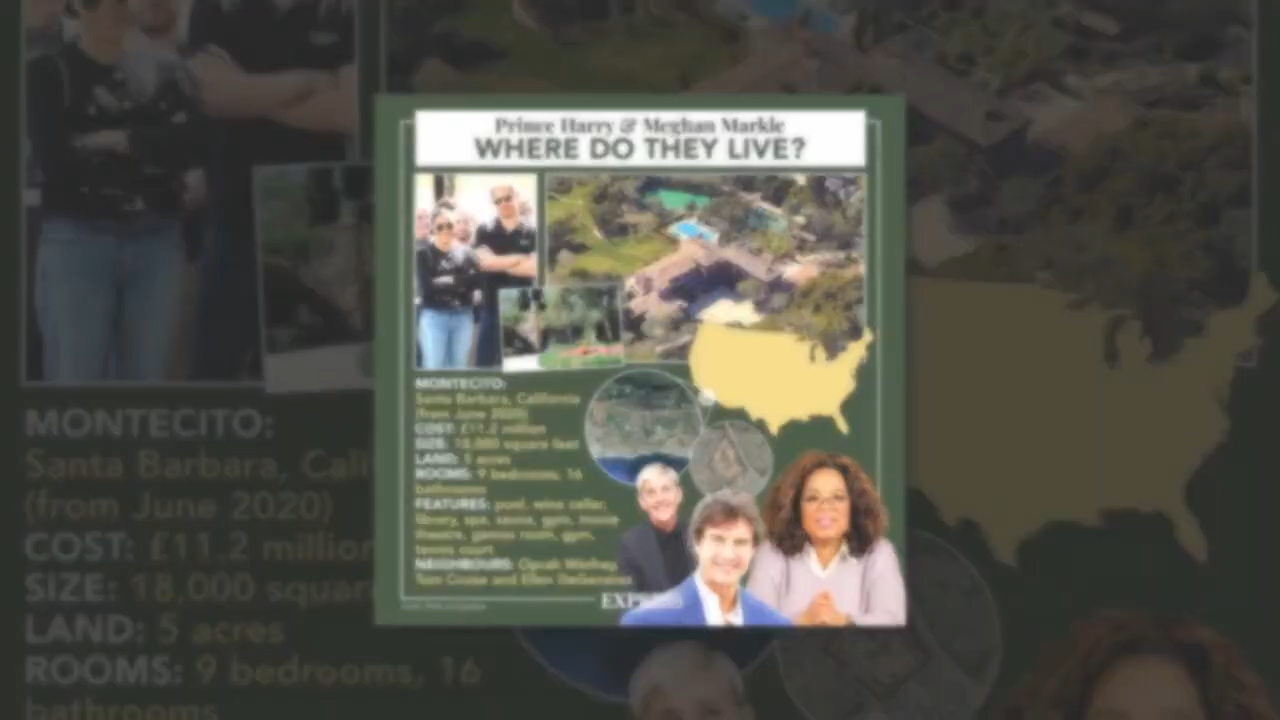 Prince Harry & Meghan Markle
WHERE DO THEY LIVE?
MONTECITO:
Santa Barbara, California
(from June 2020)
COST: £11.2 million
SIZE: 18,000 square feet
LAND: 5 acres
ROOMS: 9 bedrooms, 16
bathrooms
FEATURES: pool, wine cellar,
library, spa, sauna, gym, movie
theatre, games room, gym,
tennis court
NEIGHBOURS: Oprah Winfrey,
Tom Cruise and Ellen DeGeneres
EXPRESS
MONTECITO:
Santa Barbara, Cali
(from June 2020)
COST: £11.2 million
SIZE: 18,000 squar
LAND: 5 acres
ROOMS: 9 bedrooms, 16
bathrooms